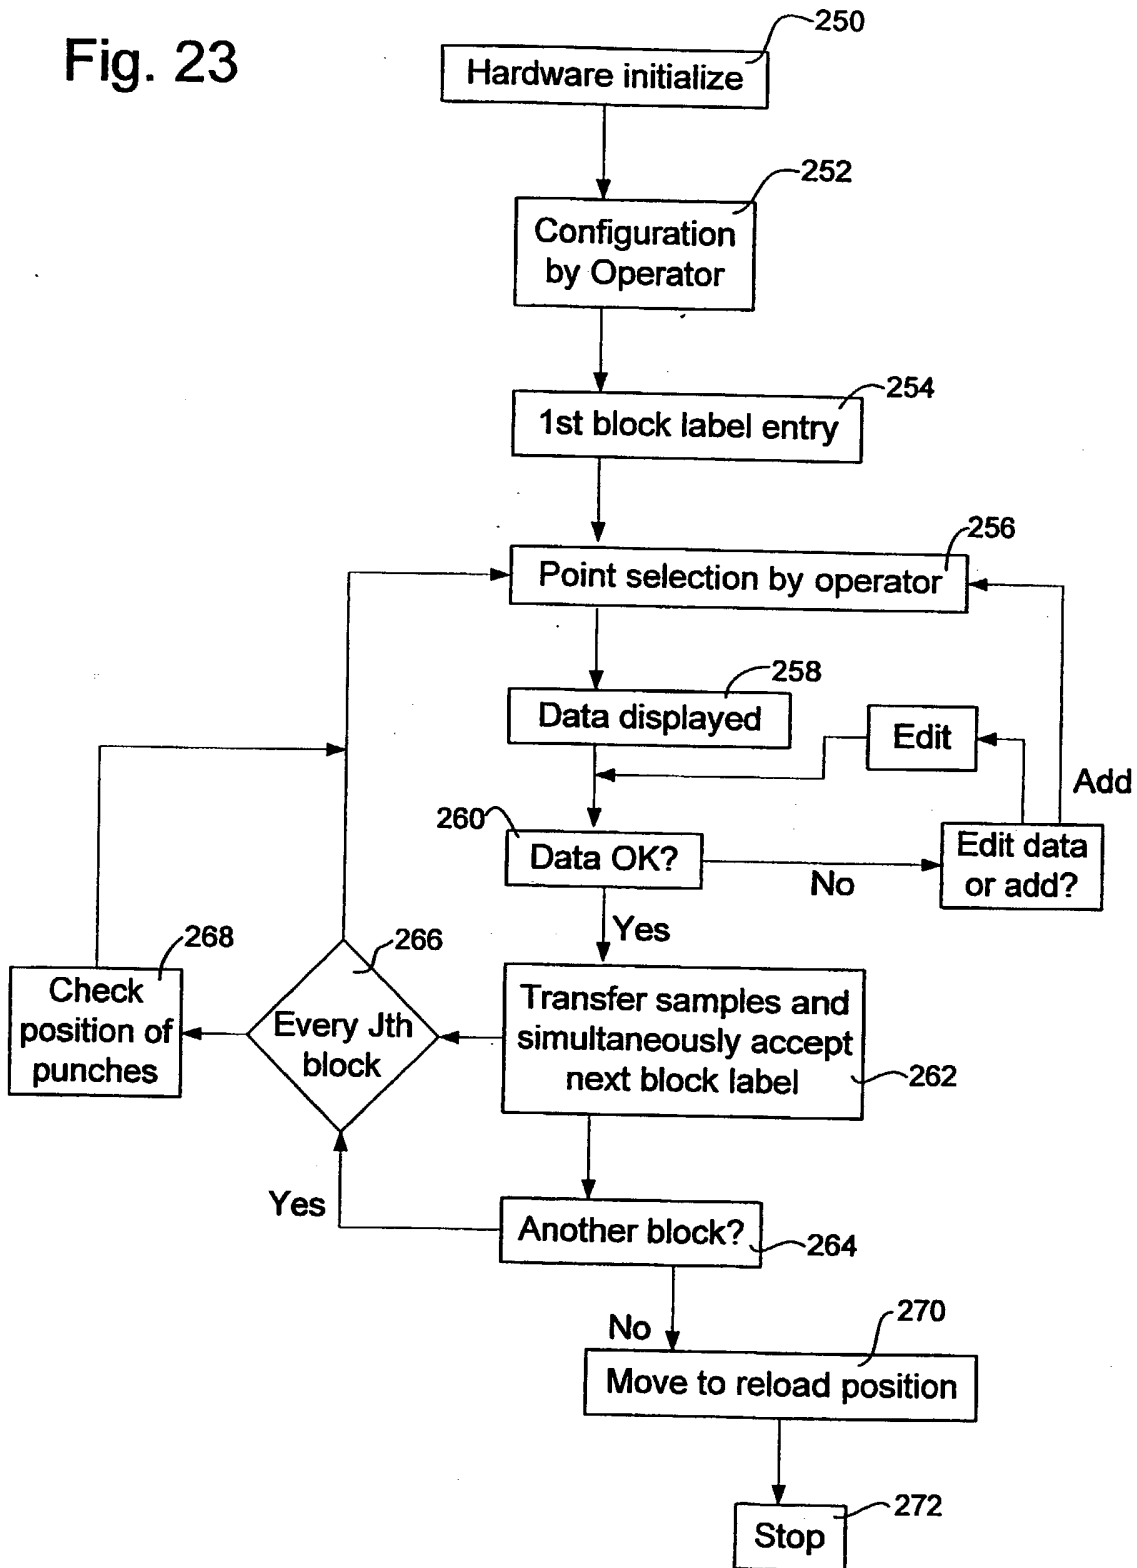 Fig. 23
250
Hardware initialize
252
Configuration
by Operator
254
1st block label entry
256
Point selection by operator
258
Data displayed
Edit
Add
260
Data OK?
No
Edit data
or add?
Yes
268
266
Check
position of
punches
Every Jth
block
Transfer samples and
simultaneously accept
next block label
262
Yes
Another block?
264
No
270
Move to reload position
272
Stop